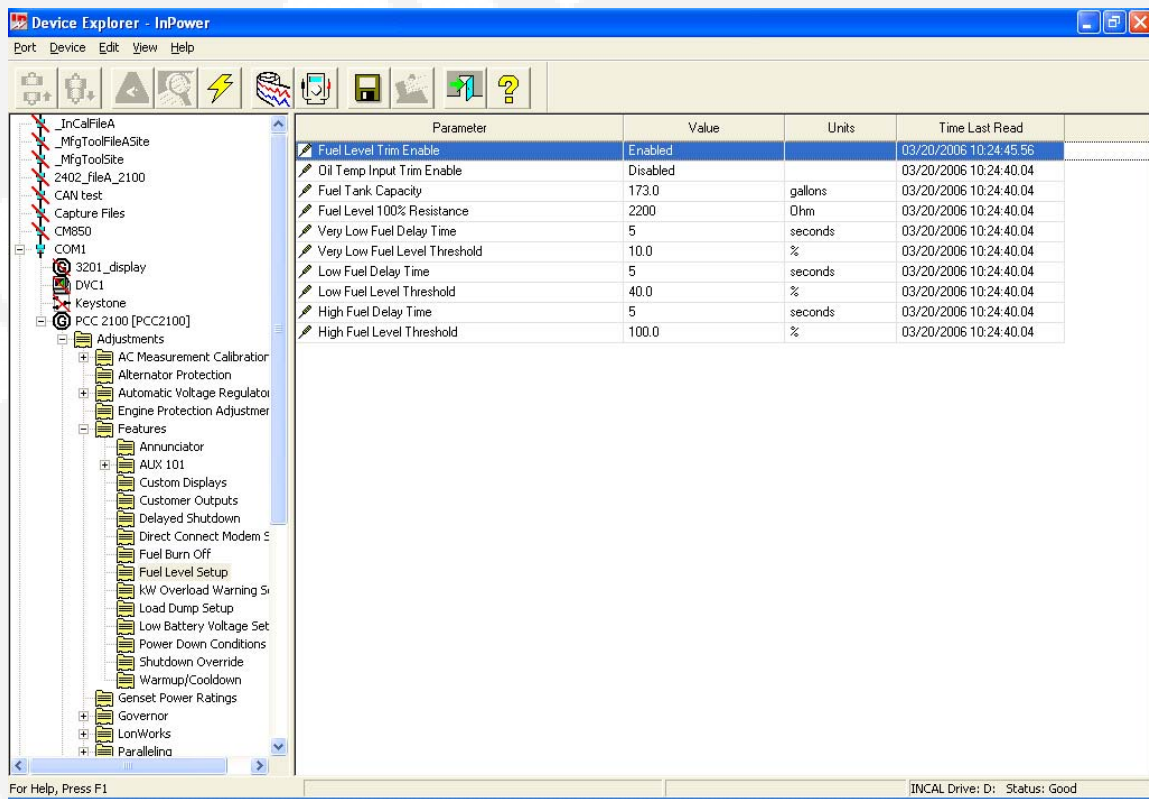 Device Explorer - InPower
Port Device Edit View Help
_InCalFileA
_MfgToolFileASite
_MfgToolSite
2402_fileA_2100
CAN test
Capture Files
CM850
COM1
3201_display
DVC1
Keystone
PCC 2100 [PCC2100]
Adjustments
AC Measurement Calibration
Alternator Protection
Automatic Voltage Regulator
Engine Protection Adjustmer
Features
Annunciator
AUX 101
Custom Displays
Customer Outputs
Delayed Shutdown
Direct Connect Modem S
Fuel Burn Off
Fuel Level Setup
kW Overload Warning S
Load Dump Setup
Low Battery Voltage Set
Power Down Conditions
Shutdown Override
Warmup/Cooldown
Genset Power Ratings
Governor
LonWorks
Paralleling
Parameter Value Units Time Last Read
Fuel Level Trim Enable Enabled 03/20/2006 10:24:45.56
Oil Temp Input Trim Enable Disabled 03/20/2006 10:24:40.04
Fuel Tank Capacity 173.0 gallons 03/20/2006 10:24:40.04
Fuel Level 100% Resistance 2200 Ohm 03/20/2006 10:24:40.04
Very Low Fuel Delay Time 5 seconds 03/20/2006 10:24:40.04
Very Low Fuel Level Threshold 10.0 % 03/20/2006 10:24:40.04
Low Fuel Delay Time 5 seconds 03/20/2006 10:24:40.04
Low Fuel Level Threshold 40.0 % 03/20/2006 10:24:40.04
High Fuel Delay Time 5 seconds 03/20/2006 10:24:40.04
High Fuel Level Threshold 100.0 % 03/20/2006 10:24:40.04
For Help, Press F1
INCAL Drive: D: Status: Good